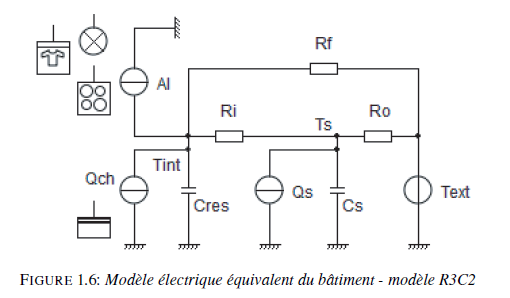 Rf
AI
Ri
Ts
Ro
Tint
Qch
Cres
Qs
Cs
Text
FIGURE 1.6: Modèle électrique équivalent du bâtiment - modèle R3C2